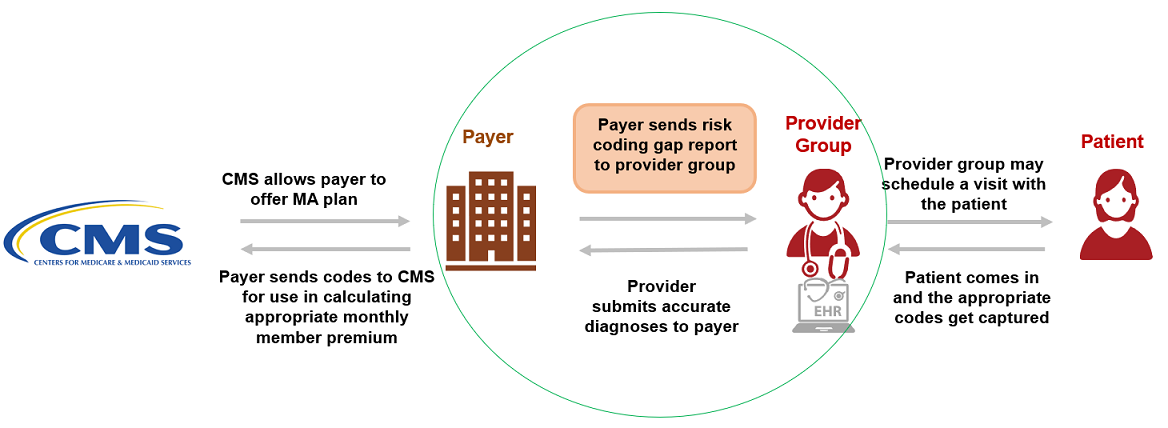 CMS
CENTERS FOR MEDICARE & MEDICAID SERVICES
CMS allows payer to
offer MA plan
Payer sends codes to CMS
for use in calculating
appropriate monthly
member premium
Payer
Payer sends risk
coding gap report
to provider group
Provider
submits accurate
diagnoses to payer
Provider
Group
EHR
Provider group may
schedule a visit with
the patient
Patient comes in
and the appropriate
codes get captured
Patient